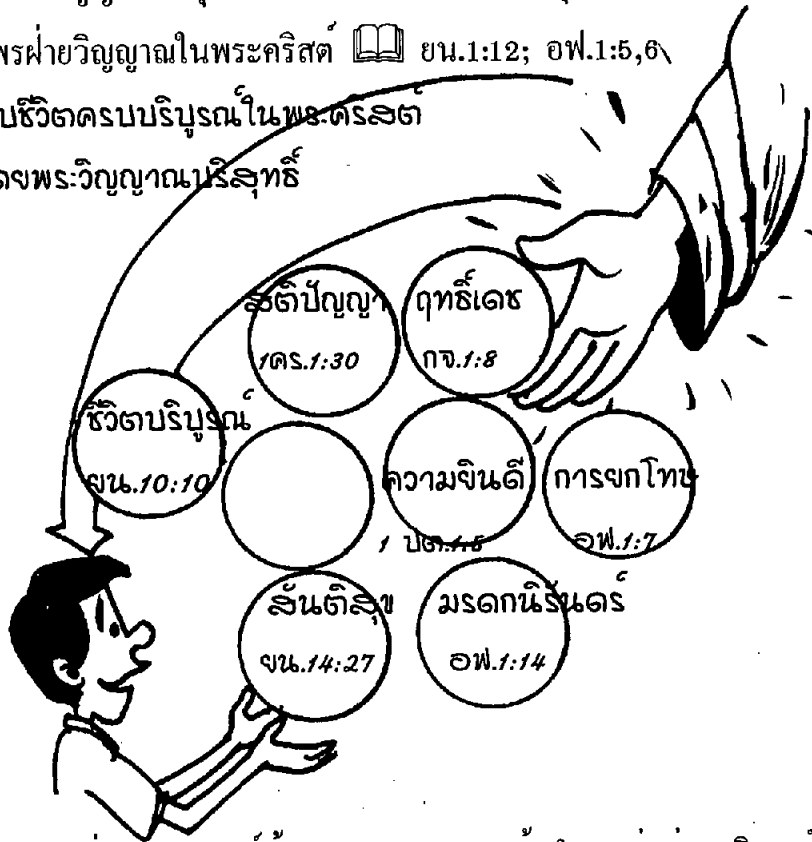 พรฝ่ายวิญญาณในพระคริสต์ ยน.1:12; อฟ.1:5,6
บชีวิตครบบริบูรณ์ในพระคริสต์
ดยพระวิญญาณบริสุทธิ์
สติปัญญา
1คร.1:30
ฤทธิ์เดช
กจ.1:8
ชีวิตบริบูรณ์
ยน.10:10
ความยินดี
1 ปต.1:8
การยกโทษ
อฟ.1:7
สันติสุข
ยน.14:27
มรดกนิรันดร์
อฟ.1:14